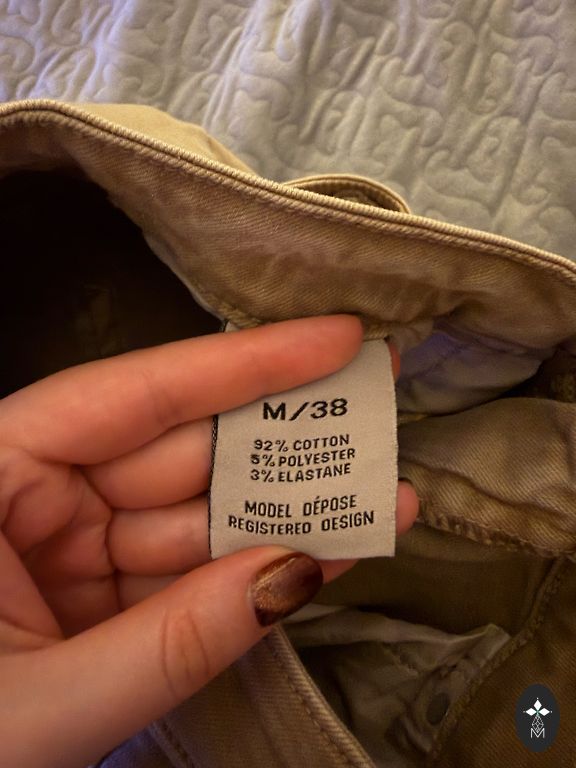 M/38
92% COTTON
5% POLYESTER
3% ELASTANE
MODEL DÉPOSE
REGISTERED DESIGN
M